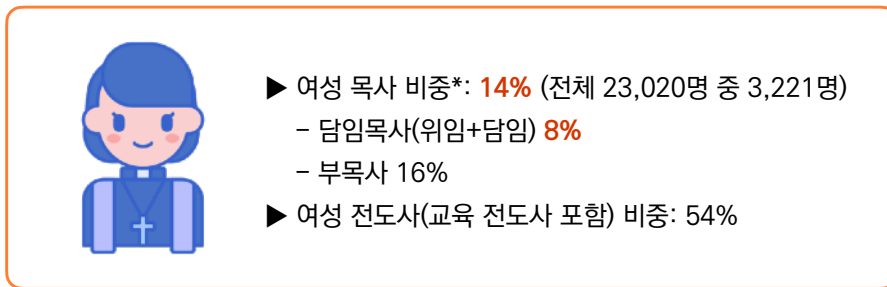 ▶ 여성 목사 비중*: 14% (전체 23,020명 중 3,221명)
- 담임목사(위임+담임) 8%
- 부목사 16%
▶ 여성 전도사(교육 전도사 포함) 비중: 54%